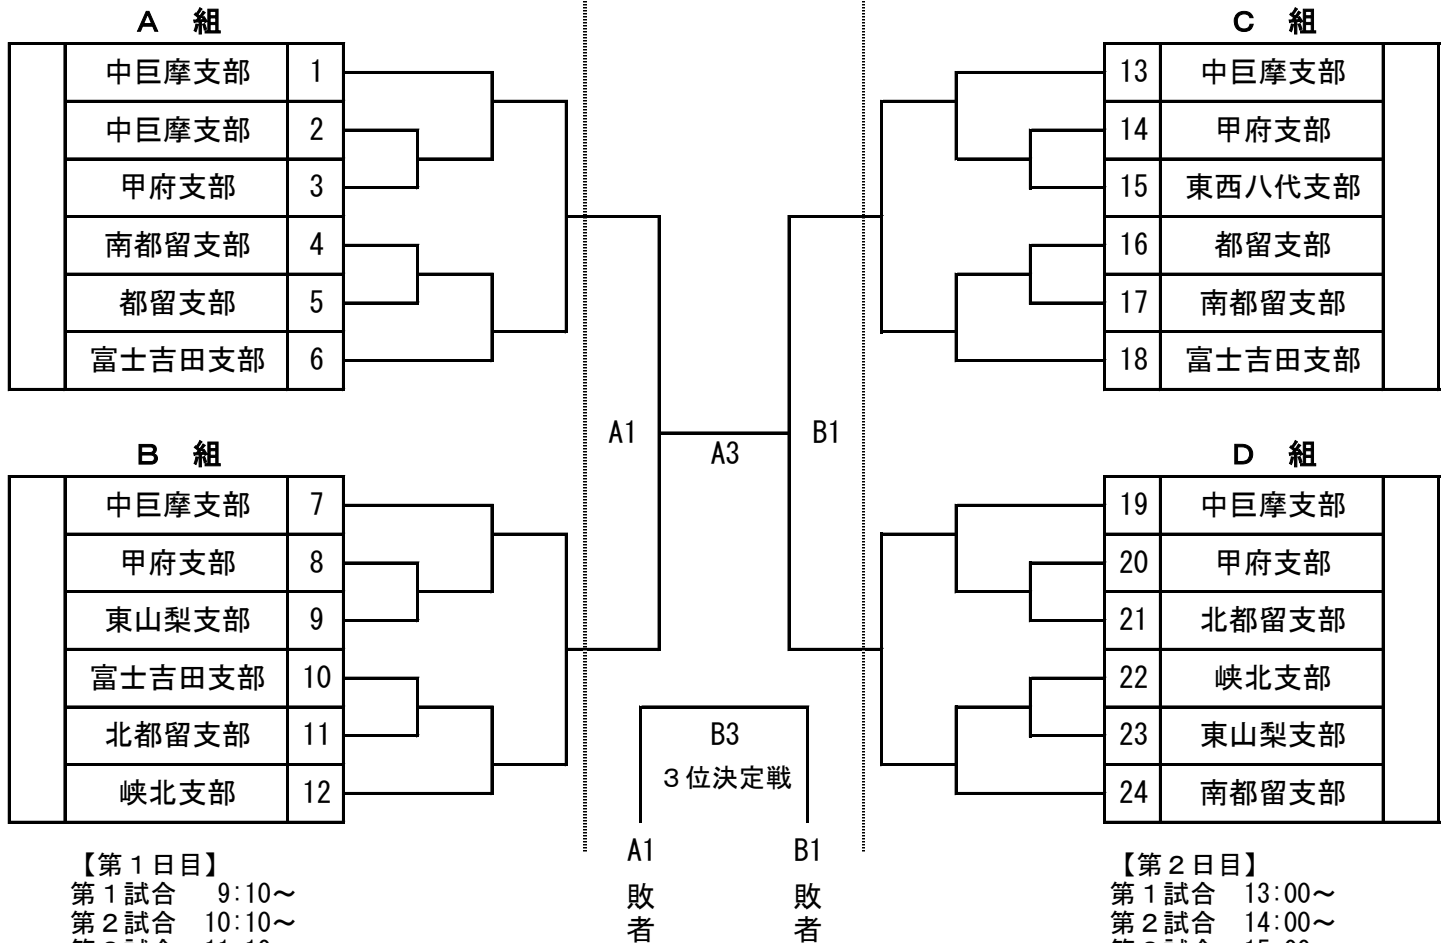 A 組
中巨摩支部 1
中巨摩支部 2
甲府支部 3
南都留支部 4
都留支部 5
富士吉田支部 6
B 組
中巨摩支部 7
甲府支部 8
東山梨支部 9
富士吉田支部 10
北都留支部 11
峡北支部 12
A1
A3
B1
B3
3位決定戦
A1敗者
B1敗者
C 組
13 中巨摩支部
14 甲府支部
15 東西八代支部
16 都留支部
17 南都留支部
18 富士吉田支部
D 組
19 中巨摩支部
20 甲府支部
21 北都留支部
22 峡北支部
23 東山梨支部
24 南都留支部
【第1日目】
第1試合 9:10～
第2試合 10:10～
【第2日目】
第1試合 13:00～
第2試合 14:00～